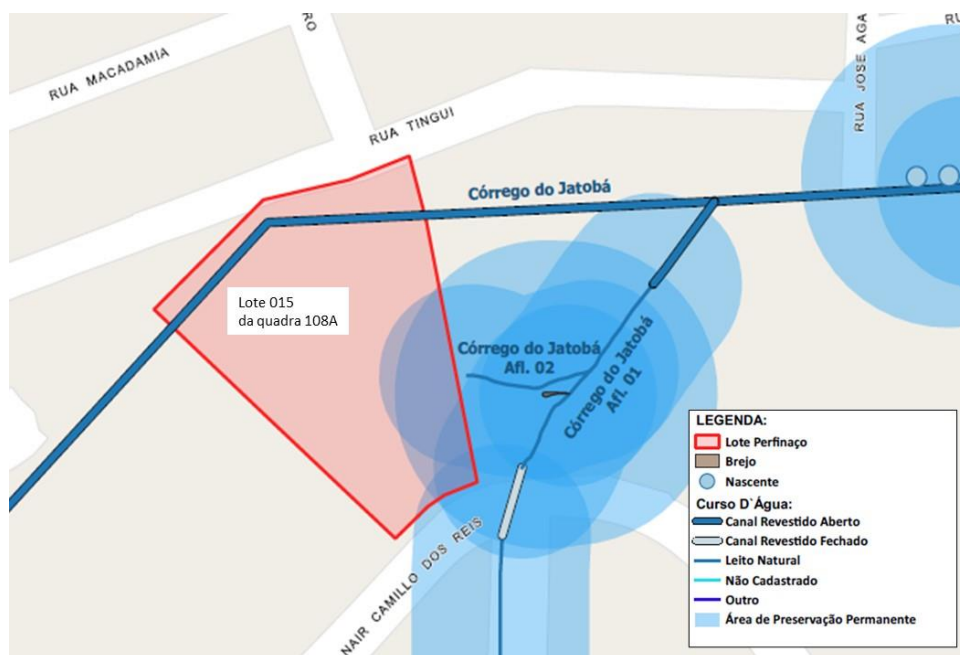 RUA MACADAMIA
RO
RUA TINGUI
RUA JOSE AGA
RU
Córrego do Jatobá
Lote 015
da quadra 108A
Córrego do Jatobá
Afl. 02
Córrego do Jatobá
Afl. 01
NAIR CAMILLO DOS REIS
LEGENDA:
Lote Perfinaço
Brejo
Nascente
Curso D`Água:
Canal Revestido Aberto
Canal Revestido Fechado
Leito Natural
Não Cadastrado
Outro
Área de Preservação Permanente